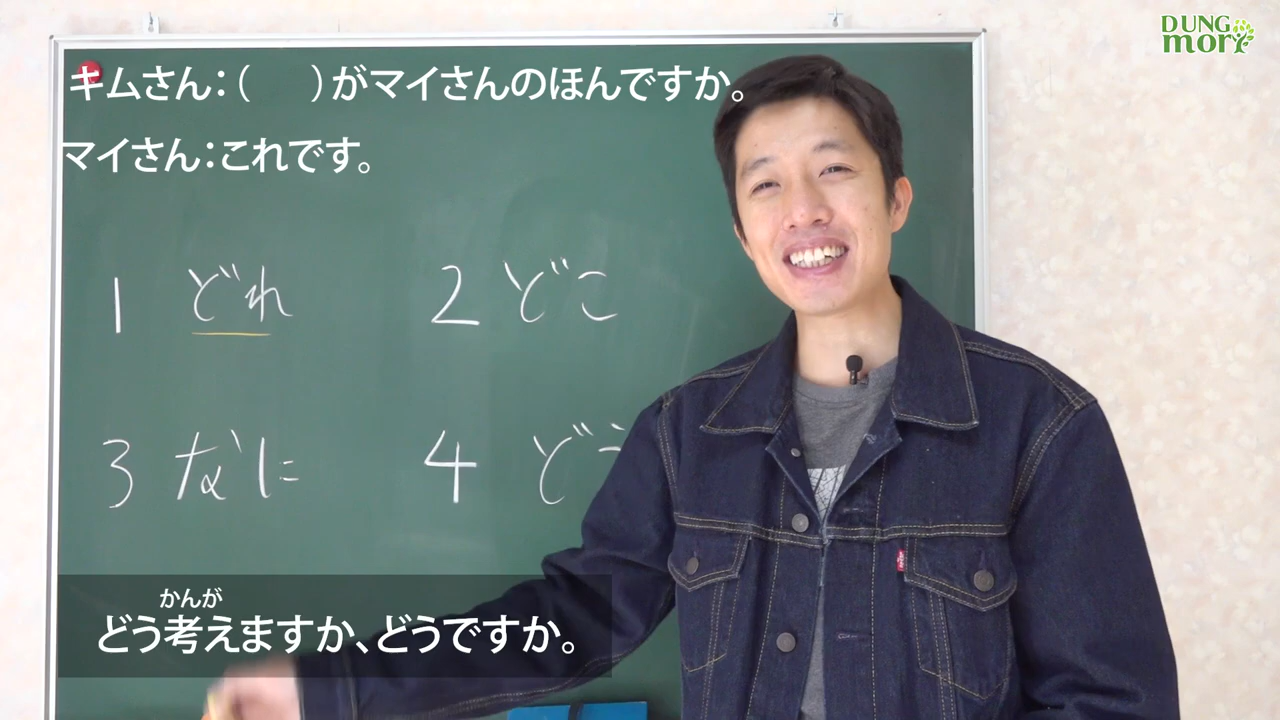 DUNG
mori
キムさん：（　　）がマイさんのほんですか。
マイさん：これです。
1 どれ 2 どこ
3 なに 4 ど
かんが
どう考えますか、どうですか。